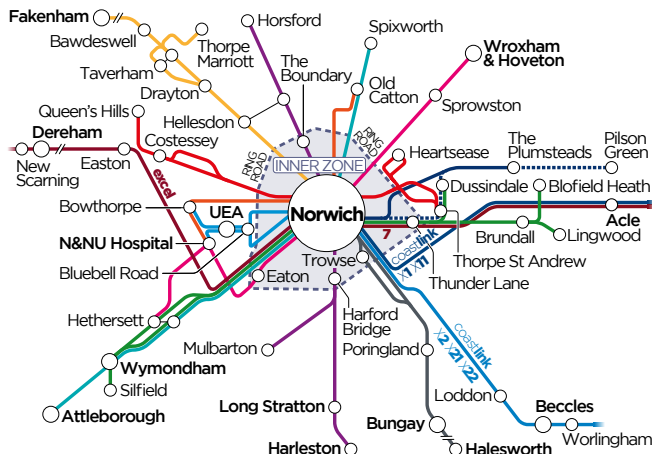 Fakenham
Horsford
Bawdeswell
Thorpe
Marriott
Spixworth
Wroxham
& Hoveton
The
Boundary
Taverham
Old
Catton
Drayton
Sprowston
Queen's Hills
Hellesdon
RING
ROAD
Dereham
Costessey
RING
ROAD
INNER ZONE
Heartsease
The
Plumsteads
Pilson
Green
New
Scarning
Easton
excel
Dussindale
Blofield Heath
Bowthorpe
UEA
Norwich
7
Acle
N&NU Hospital
Brundall
Lingwood
Bluebell Road
Trowse
coastlink
X1 X11
Thorpe St Andrew
Eaton
Thunder Lane
Hethersett
Harford
Bridge
Mulbarton
Poringland
coastlink
X2 X21 X22
Wymondham
Silfield
Loddon
Attleborough
Long Stratton
Bungay
Beccles
Worlingham
Harleston
Halesworth